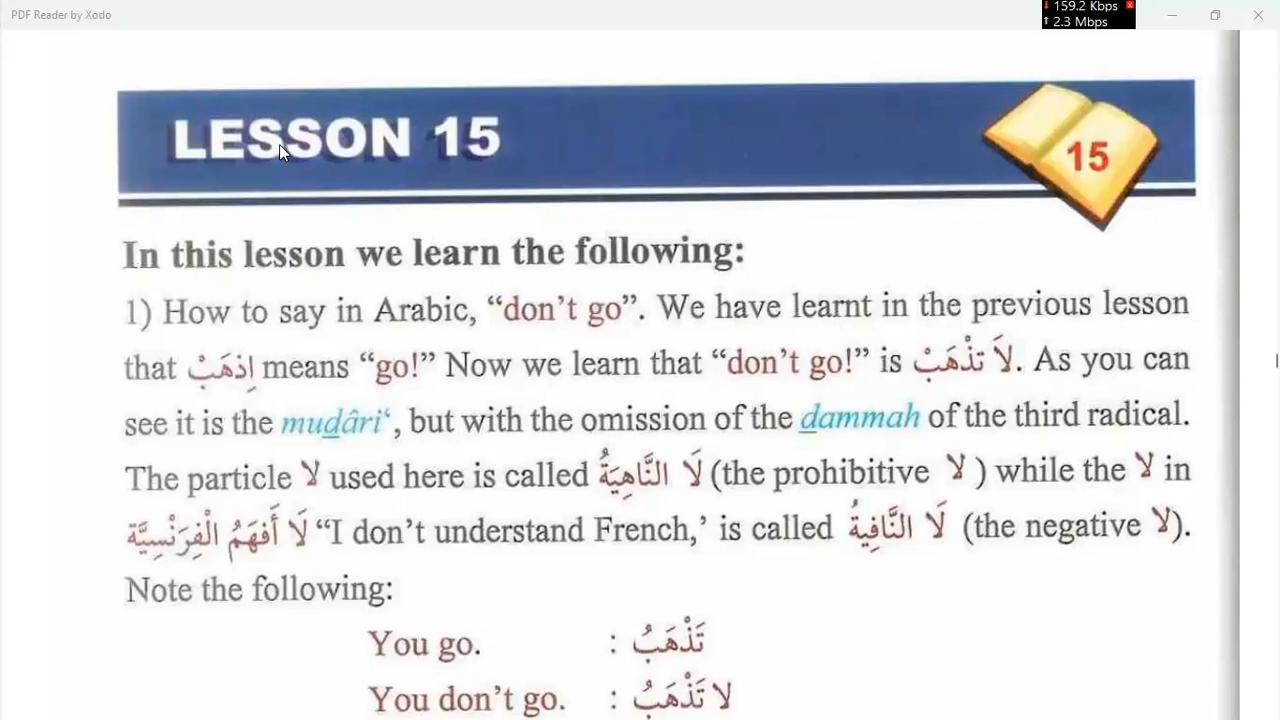 PDF Reader by Xodo
159.2 Kbps x
2.3 Mbps
LESSON 15
15
In this lesson we learn the following:
1) How to say in Arabic, “don’t go”. We have learnt in the previous lesson
that إِذهَبْ means “go!” Now we learn that “don’t go!” is لاَ تذْهَبْ. As you can
see it is the mudâri‘, but with the omission of the dammah of the third radical.
The particle لا used here is called لَا النَّاهِيَةُ (the prohibitive لا ) while the لا in
لَا أَفهَمُ الْفِرَنْسِيَّة “I don’t understand French,’ is called لَا النَّافِيةُ (the negative لا).
Note the following:
You go. : تَذْهَبُ
You don’t go. : لا تَذْهَبُ